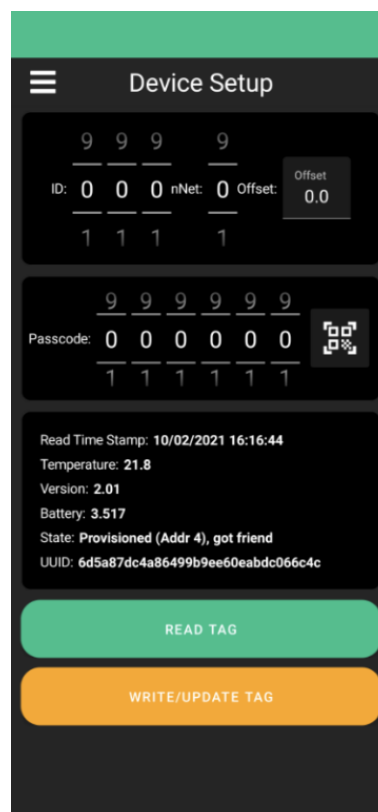 Device Setup
9 9 9 9
ID: 0 0 0 nNet: 0 Offset: Offset 0.0
1 1 1 1
9 9 9 9 9 9
Passcode: 0 0 0 0 0 0
1 1 1 1 1 1
Read Time Stamp: 10/02/2021 16:16:44
Temperature: 21.8
Version: 2.01
Battery: 3.517
State: Provisioned (Addr 4), got friend
UUID: 6d5a87dc4a86499b9ee60eabdc066c4c
READ TAG
WRITE/UPDATE TAG